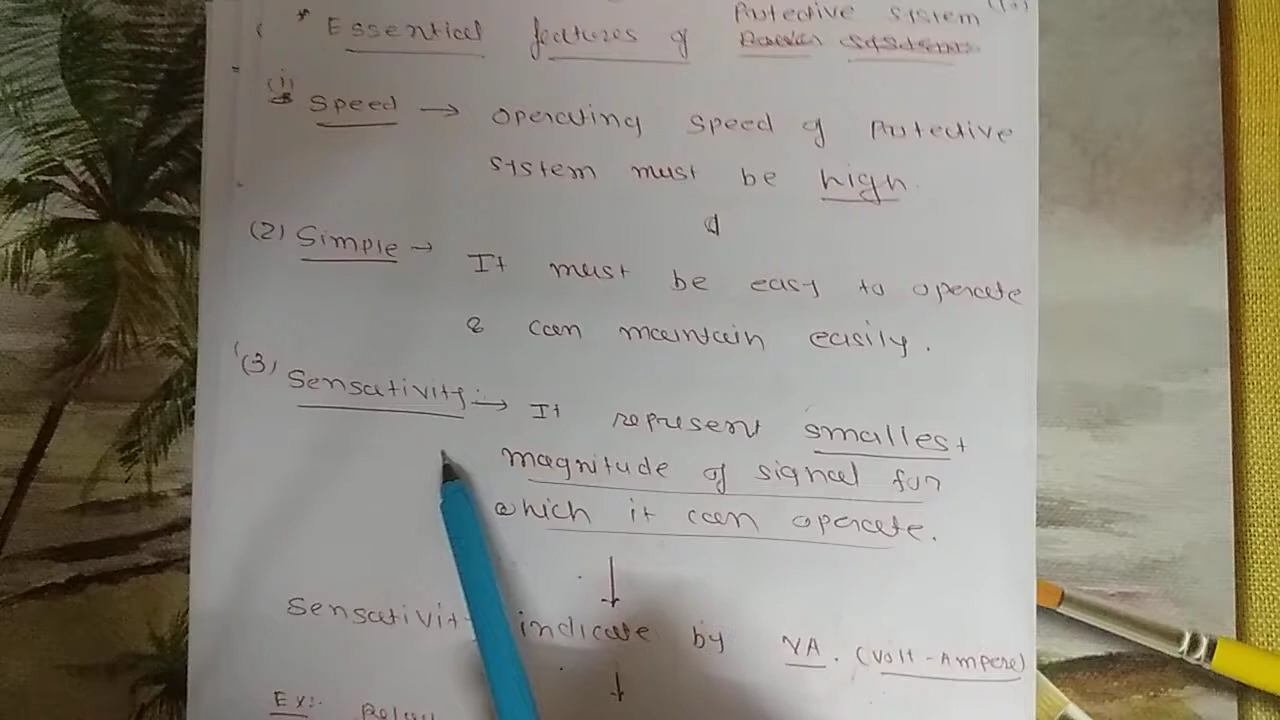 * Essential features of Protective system
Power systems
(1) Speed → Operating speed of Protective
system must be high.
(2) Simple → It must be easy to operate
& can maintain easily.
(3) Sensativity → It represent smallest
magnitude of signal for
which it can operate.
↓
Sensativity indicate by VA. (Volt-Ampere)
↓
Ex:- Relay